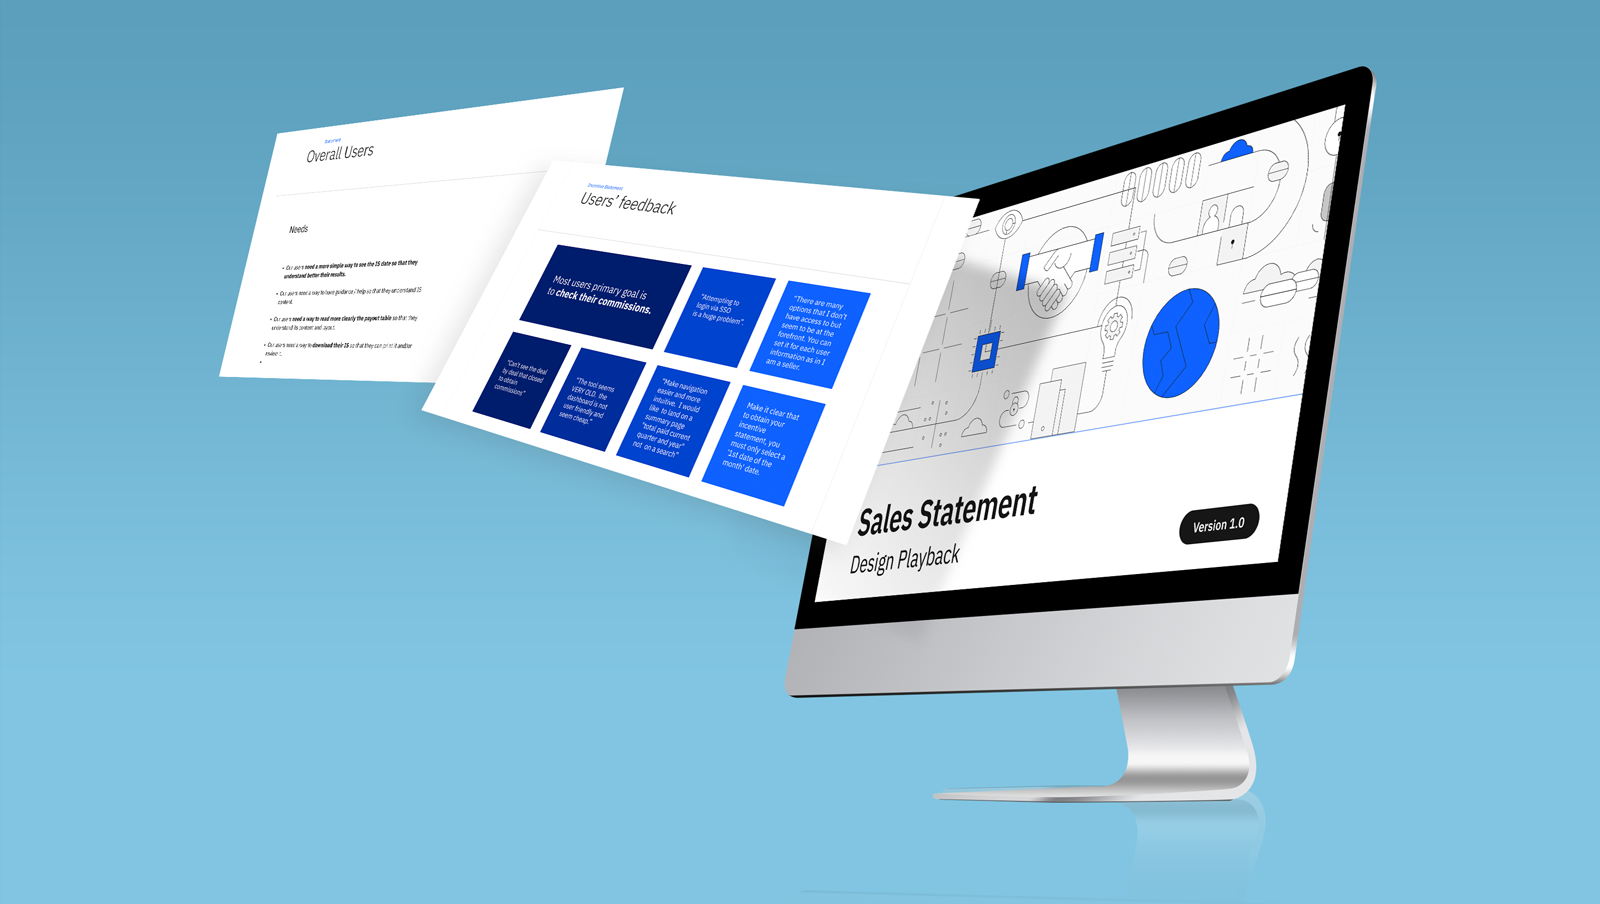 Overall Users
Needs
• Our users need a more simple way to see the IS date so that they
understand better their results.
• Our users need a way to have guidance / help so that they understand IS
content.
• Our users need a way to read more clearly the payout table so that they
understand its content and layout.
• Our users need a way to download their IS so that they can print it and/or
Incentive Statement
Users' feedback
Most users primary goal is
to check their commissions.
"Attempting to
login via SSO
is a huge problem".
"There are many
options that I don't
have access to but
seem to be at the
forefront. You can
set it for each user
information as in I
am a seller.
"Can't see the deal
by deal that closed
to obtain
commissions"
"The tool seems
VERY OLD, the
dashboard is not
user friendly and
seem cheap."
"Make navigation
easier and more
intuitive. I would
like to land on a
summary page
"total paid current
quarter and year"
not on a search"
Make it clear that
to obtain your
incentive
statement, you
must only select a
"1st date of the
month' date.
Sales Statement
Design Playback
Version 1.0